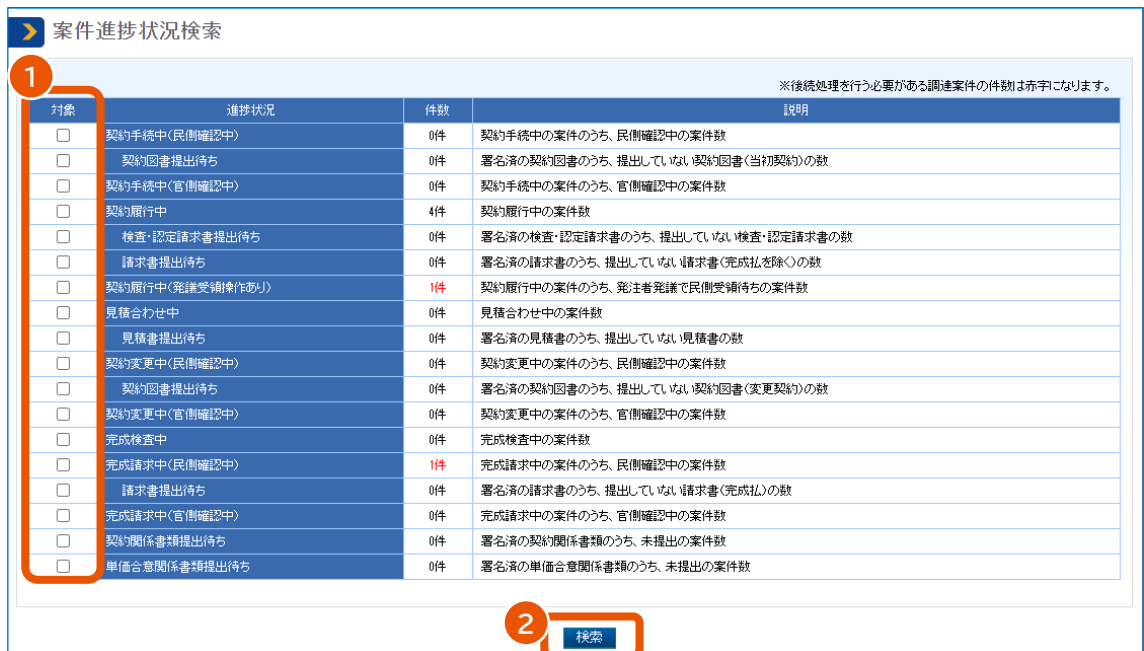 案件進捗状況検索
1
※後続処理を行う必要がある調達案件の件数は赤字になります。
対象 進捗状況 件数 説明
契約手続中(民側確認中) 0件 契約手続中の案件のうち、民側確認中の案件数
契約図書提出待ち 0件 署名済の契約図書のうち、提出していない契約図書(当初契約)の数
契約手続中(官側確認中) 0件 契約手続中の案件のうち、官側確認中の案件数
契約履行中 4件 契約履行中の案件数
検査・認定請求書提出待ち 0件 署名済の検査・認定請求書のうち、提出していない検査・認定請求書の数
請求書提出待ち 0件 署名済の請求書のうち、提出していない請求書(完成払を除く)の数
契約履行中(発議受領操作あり) 1件 契約履行中の案件のうち、発注者発議で民側受領待ちの案件数
見積合わせ中 0件 見積合わせ中の案件数
見積書提出待ち 0件 署名済の見積書のうち、提出していない見積書の数
契約変更中(民側確認中) 0件 契約変更中の案件のうち、民側確認中の案件数
契約図書提出待ち 0件 署名済の契約図書のうち、提出していない契約図書(変更契約)の数
契約変更中(官側確認中) 0件 契約変更中の案件のうち、官側確認中の案件数
完成検査中 0件 完成検査中の案件数
完成請求中(民側確認中) 1件 完成請求中の案件のうち、民側確認中の案件数
請求書提出待ち 0件 署名済の請求書のうち、提出していない請求書(完成払)の数
完成請求中(官側確認中) 0件 完成請求中の案件のうち、官側確認中の案件数
契約関係書類提出待ち 0件 署名済の契約関係書類のうち、未提出の案件数
単価合意関係書類提出待ち 0件 署名済の単価合意関係書類のうち、未提出の案件数
2
検索